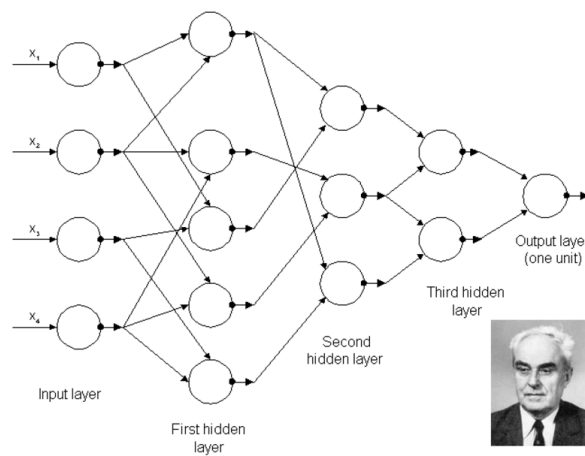 X1
X2
X3
X4
Input layer
First hidden
layer
Second
hidden layer
Third hidden
layer
Output laye
(one unit)